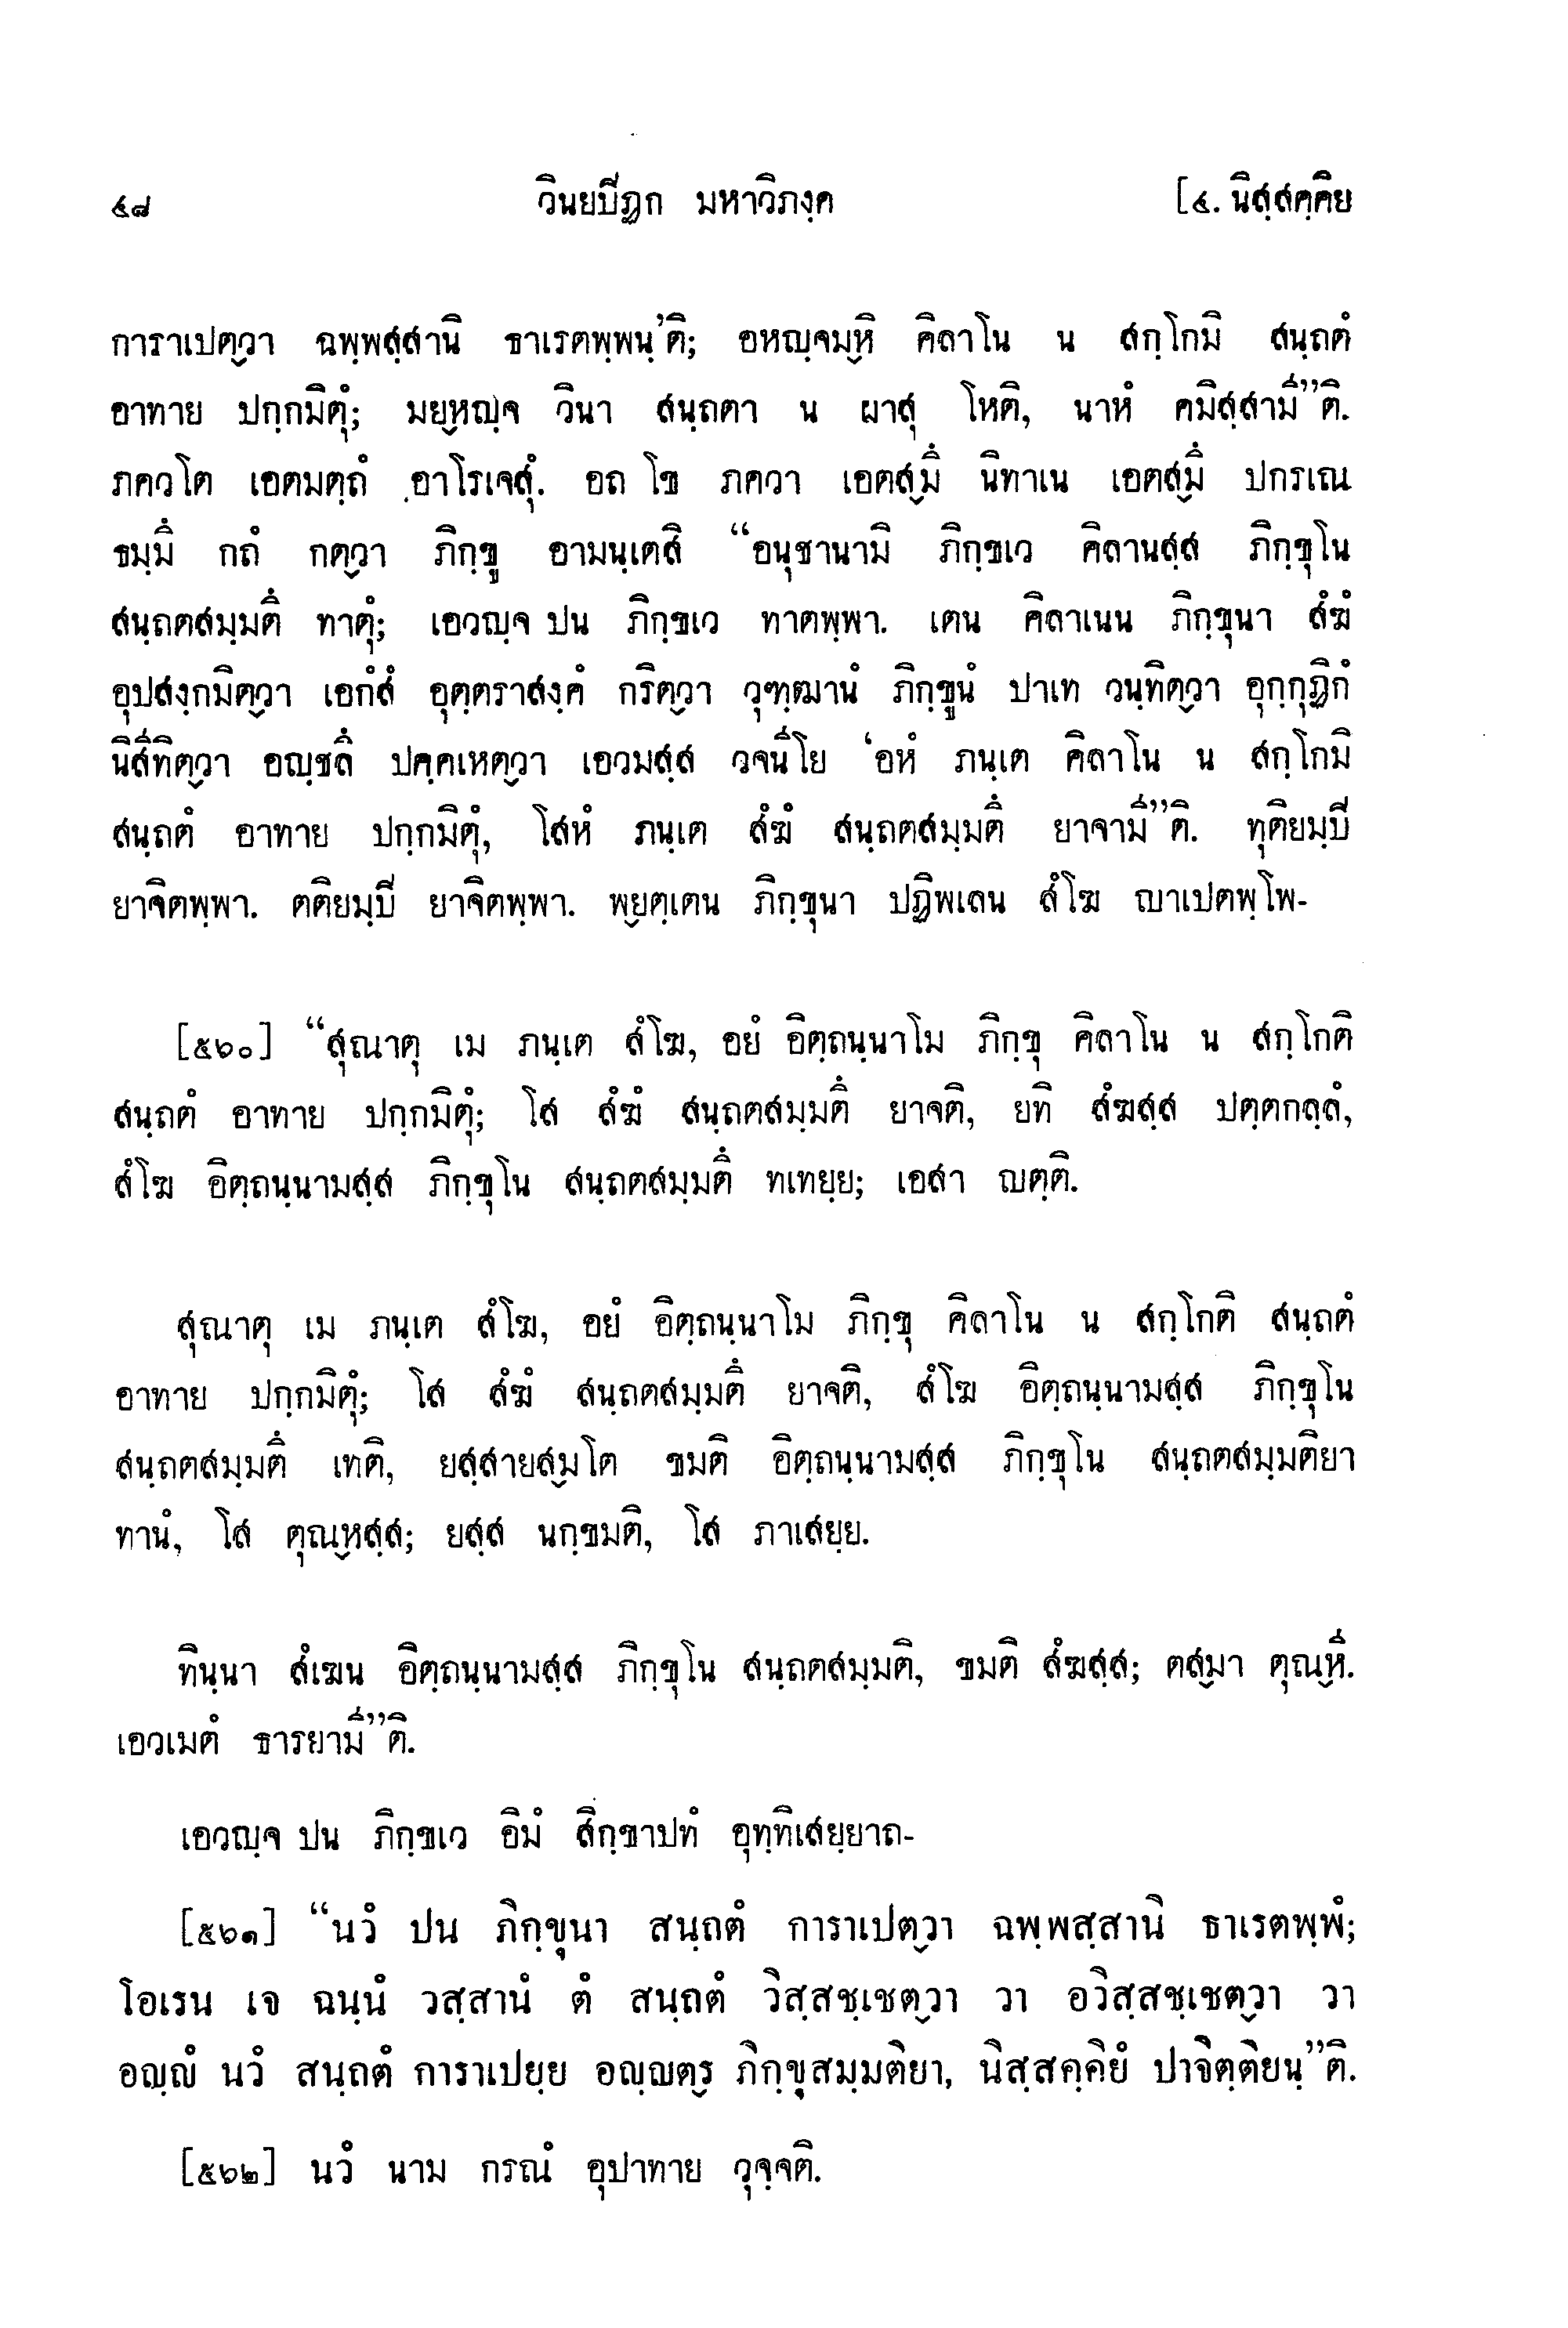 ๔๘ วินยปิฏก มหาวิภงฺค [๔. นิสฺสคฺคิย
การาเปตฺวา ฉพฺพสฺสานิ ธาเรตพฺพนฺ’ติ; อหญฺจมฺหิ คิลาโน น สกฺโกมิ สนฺถตํ
อาทาย ปกฺกมิตุํ; มยฺหญฺจ วินา สนฺถตา น ผาสุ โหติ, นาหํ คมิสฺสามี”ติ.
ภควโต เอตมตฺถํ อาโรเจสุํ. อถ โข ภควา เอตสฺมึ นิทาเน เอตสฺมึ ปกรเณ
ธมฺมึ กถํ กตฺวา ภิกฺขู อามนฺเตสิ “อนุชานามิ ภิกฺขเว คิลานสฺส ภิกฺขุโน
สนฺถตสมฺมตึ ทาตุํ; เอวญฺจ ปน ภิกฺขเว ทาตพฺพา. เตน คิลาเนน ภิกฺขุนา สํฆํ
อุปสงฺกมิตฺวา เอกํสํ อุตฺตราสงฺคํ กริตฺวา วุฑฺฒานํ ภิกฺขูนํ ปาเท วนฺทิตฺวา อุกฺกุฏิกํ
นิสีทิตฺวา อญฺชลึ ปคฺคเหตฺวา เอวมสฺส วจนีโย ‘อหํ ภนฺเต คิลาโน น สกฺโกมิ
สนฺถตํ อาทาย ปกฺกมิตุํ, โสหํ ภนฺเต สํฆํ สนฺถตสมฺมตึ ยาจามี”ติ. ทุติยมฺปิ
ยาจิตพฺพา. ตติยมฺปิ ยาจิตพฺพา. พฺยตฺเตน ภิกฺขุนา ปฏิพเลน สํโฆ ญาเปตพฺโพ-
[๕๖๐] “สุณาตุ เม ภนฺเต สํโฆ, อยํ อิตฺถนฺนาโม ภิกฺขุ คิลาโน น สกฺโกติ
สนฺถตํ อาทาย ปกฺกมิตุํ; โส สํฆํ สนฺถตสมฺมตึ ยาจติ, ยทิ สํฆสฺส ปตฺตกลฺลํ,
สํโฆ อิตฺถนฺนามสฺส ภิกฺขุโน สนฺถตสมฺมตึ ทเทยฺย; เอสา ญตฺติ.
สุณาตุ เม ภนฺเต สํโฆ, อยํ อิตฺถนฺนาโม ภิกฺขุ คิลาโน น สกฺโกติ สนฺถตํ
อาทาย ปกฺกมิตุํ; โส สํฆํ สนฺถตสมฺมตึ ยาจติ, สํโฆ อิตฺถนฺนามสฺส ภิกฺขุโน
สนฺถตสมฺมตึ เทติ, ยสฺสายสฺมโต ขมติ อิตฺถนฺนามสฺส ภิกฺขุโน สนฺถตสมฺมติยา
ทานํ, โส ตุณฺหสฺส; ยสฺส นกฺขมติ, โส ภาเสยฺย.
ทินฺนา สํเฆน อิตฺถนฺนามสฺส ภิกฺขุโน สนฺถตสมฺมติ, ขมติ สํฆสฺส; ตสฺมา ตุณฺหี.
เอวเมตํ ธารยามี”ติ.
เอวญฺจ ปน ภิกฺขเว อิมํ สิกฺขาปทํ อุทฺทิเสยฺยาถ-
[๕๖๑] “นวํ ปน ภิกฺขุนา สนฺถตํ การาเปตฺวา ฉพฺพสฺสานิ ธาเรตพฺพํ;
โอเรน เจ ฉนฺนํ วสฺสานํ ตํ สนฺถตํ วิสฺสชฺเชตฺวา วา อวิสฺสชฺเชตฺวา วา
อญฺญํ นวํ สนฺถตํ การาเปยฺย อญฺญตฺร ภิกฺขุสมฺมติยา, นิสฺสคฺคิยํ ปาจิตฺติยนฺ”ติ.
[๕๖๒] นวํ นาม กรณํ อุปาทาย วุจฺจติ.